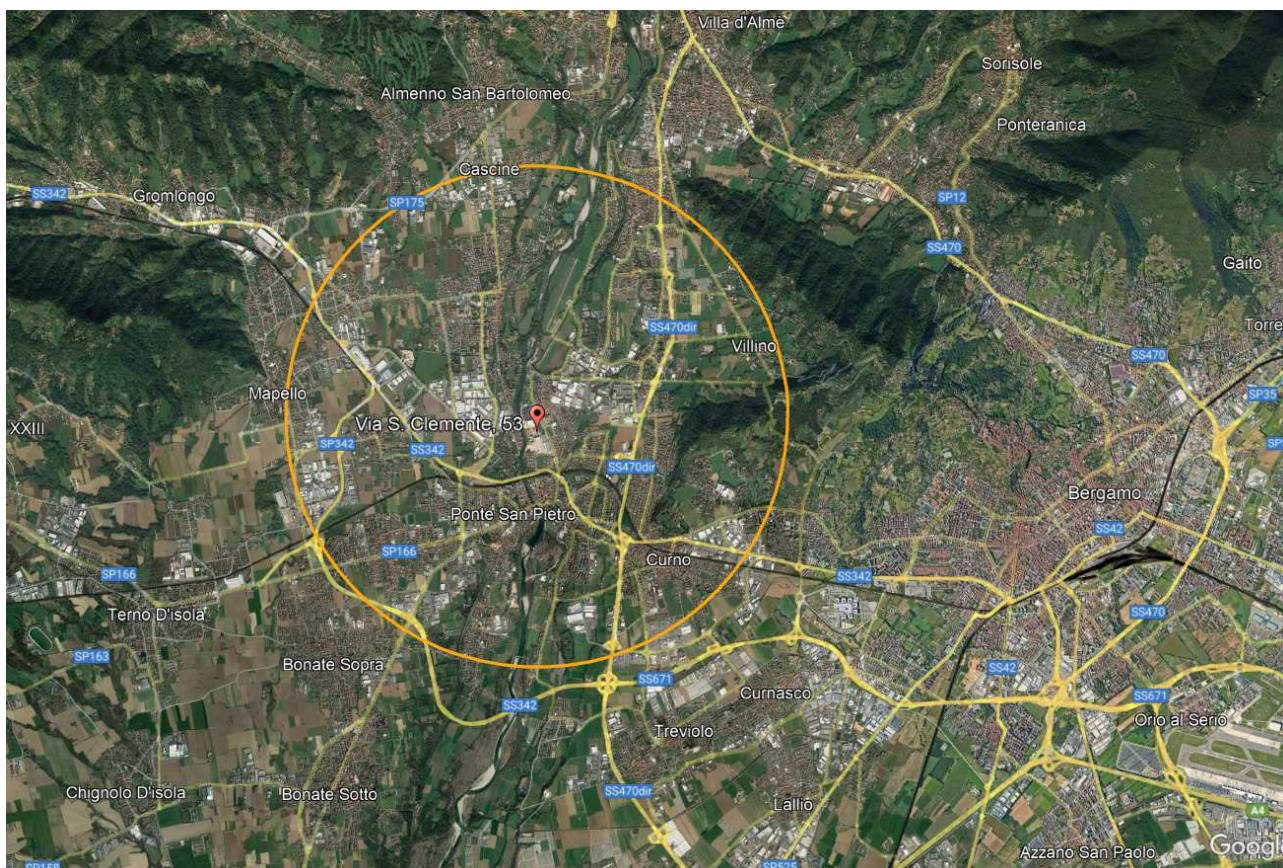 Villa d'Almè
Sorisole
Almenno San Bartolomeo
Ponteranica
Cascine
SS342
Gromlongo
SP175
SP12
SS470
Gaito
Torre
SS470dir
Villino
SS470
Mapello
SP35
XXIII
Via S. Clemente, 53
SP342
SS342
SS470dir
Bergamo
Ponte San Pietro
SS42
SP166
Curno
SP166
SS342
Terno D'isola
SS470
SP163
Bonate Sopra
SS42
SS671
Curnasco
SS671
SS342
Orio al Serio
Treviolo
Chignolo D'isola
Bonate Sotto
SS470dir
Lallio
A4
Azzano San Paolo
SP525